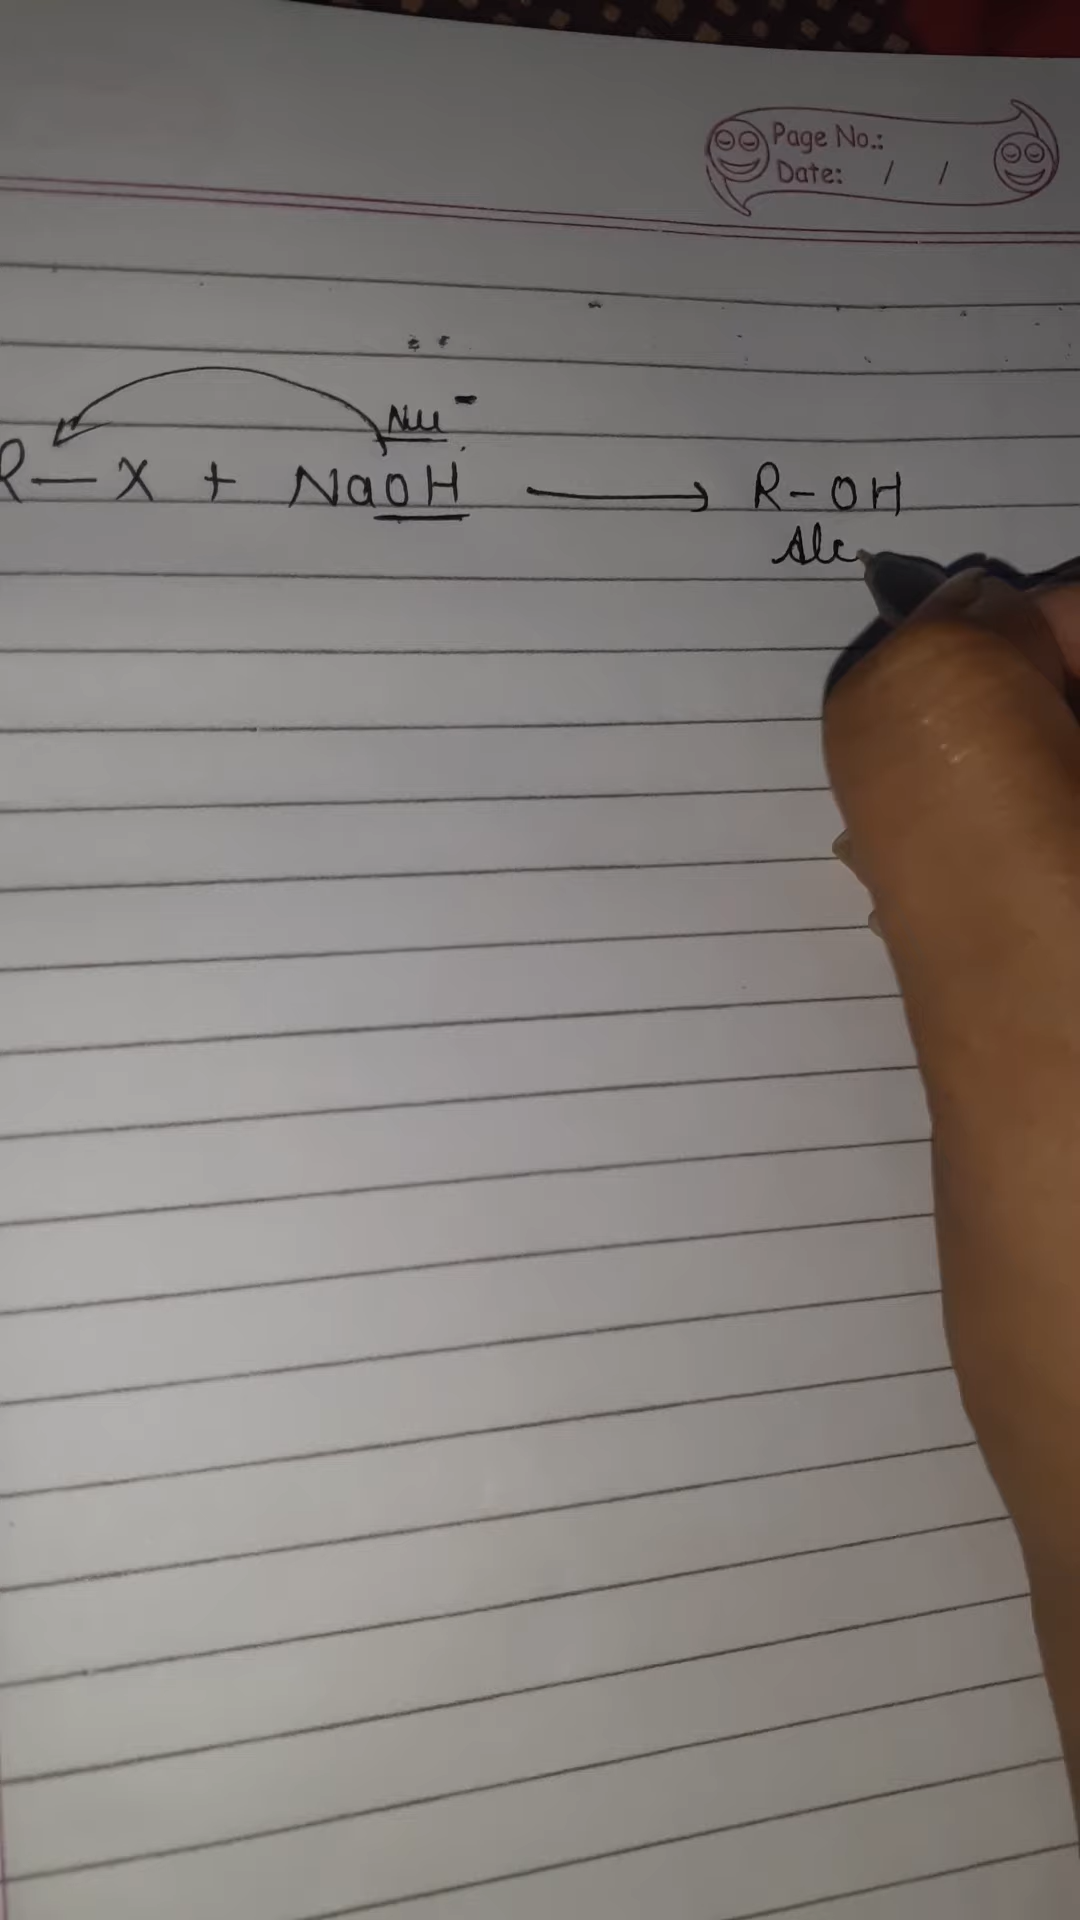 Page No.:
Date: / /
Nu -
R — X + NaOH ⟶ R-OH
Alc